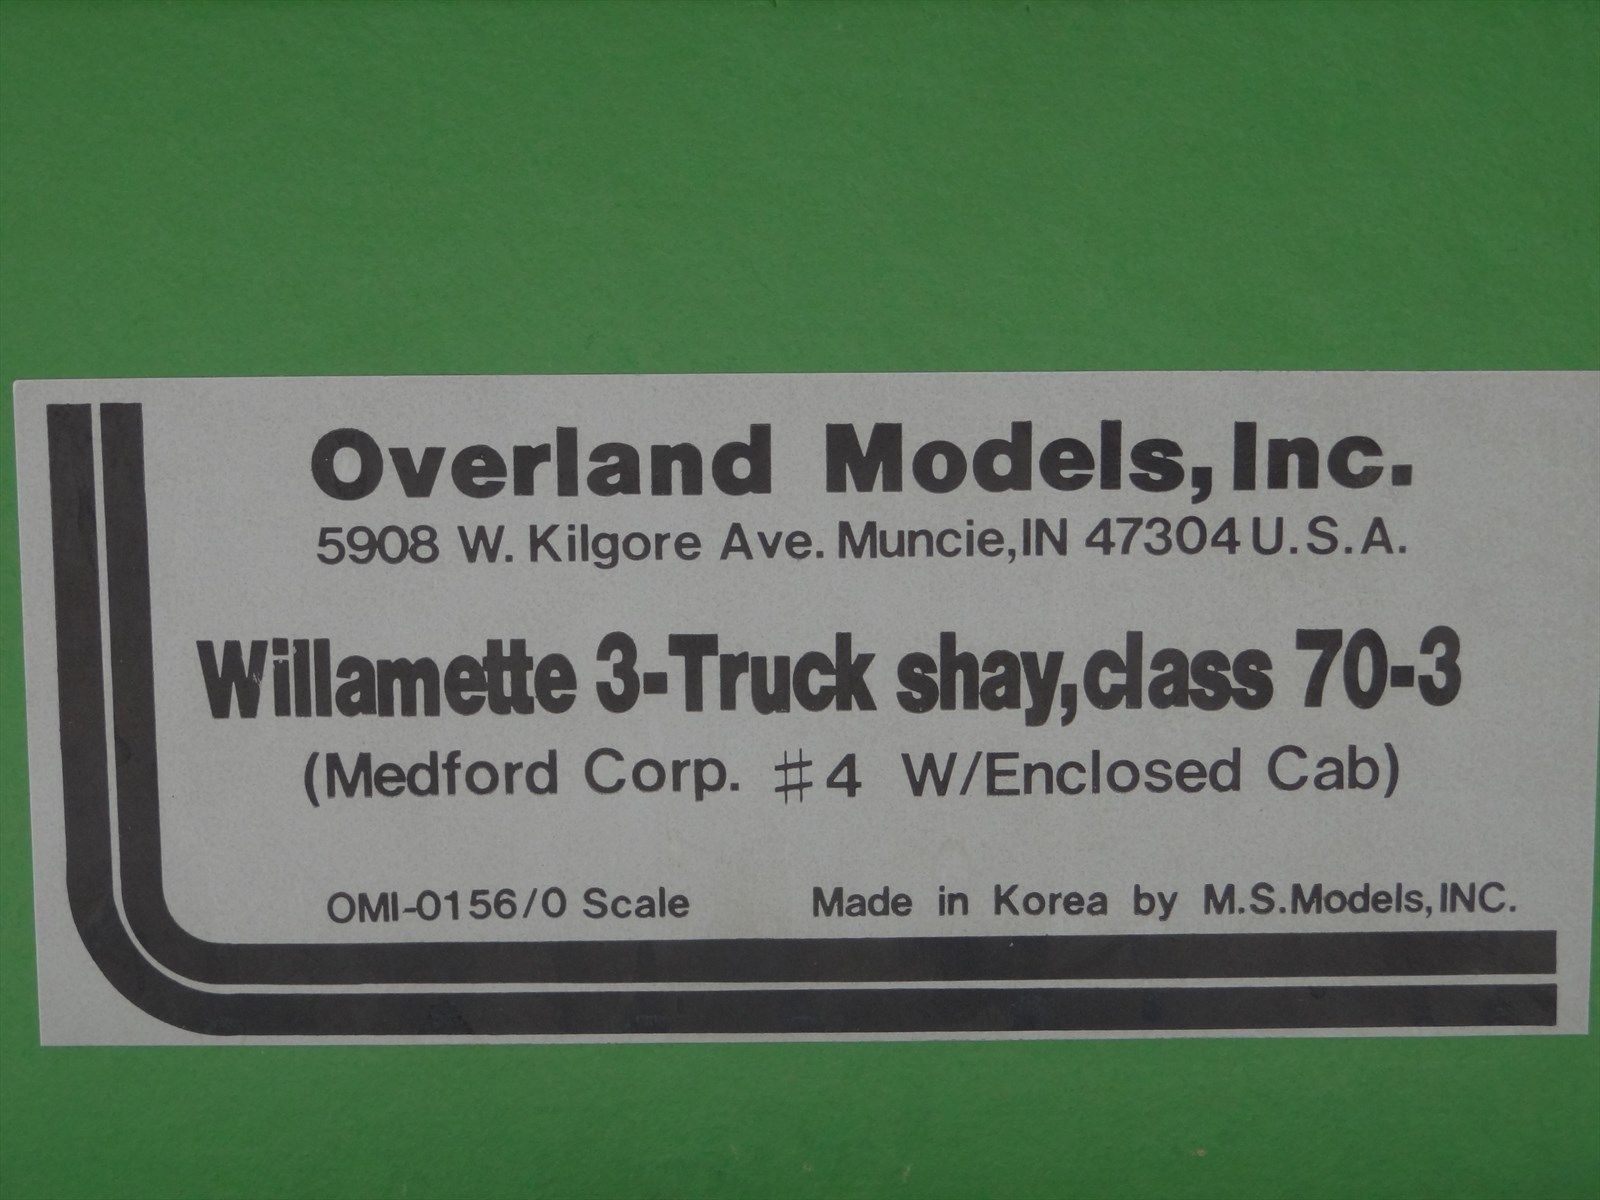 Overland Models, Inc.
5908 W. Kilgore Ave. Muncie, IN 47304 U.S.A.
Willamette 3-Truck shay, class 70-3
(Medford Corp. #4 W/Enclosed Cab)
OMI-0156/O Scale Made in Korea by M.S.Models, INC.